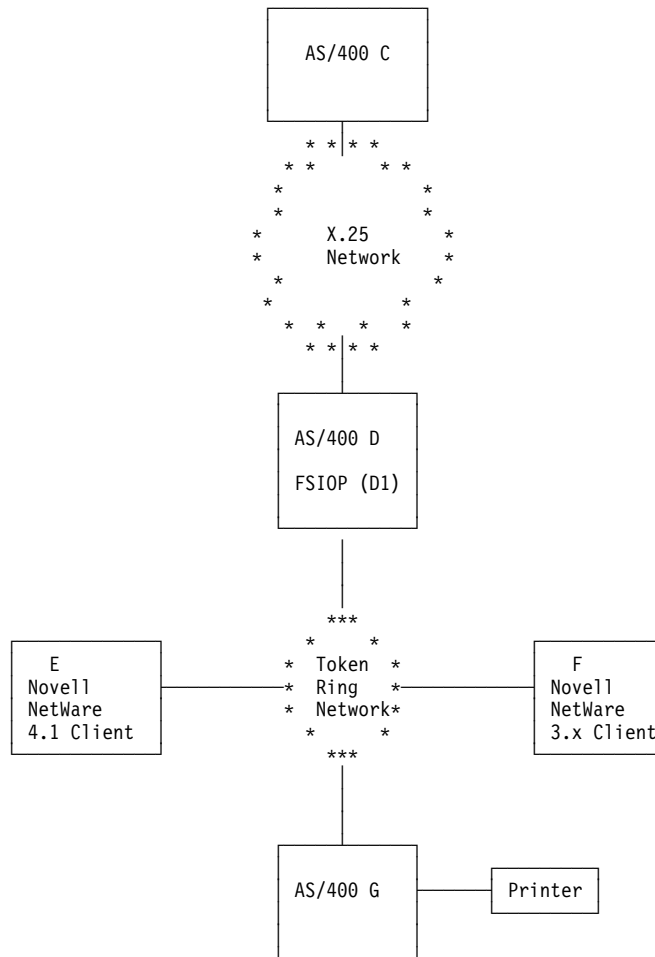 AS/400 C
X.25
Network
AS/400 D
FSIOP (D1)
E
Novell
NetWare
4.1 Client
Token
Ring
Network
F
Novell
NetWare
3.x Client
AS/400 G
Printer